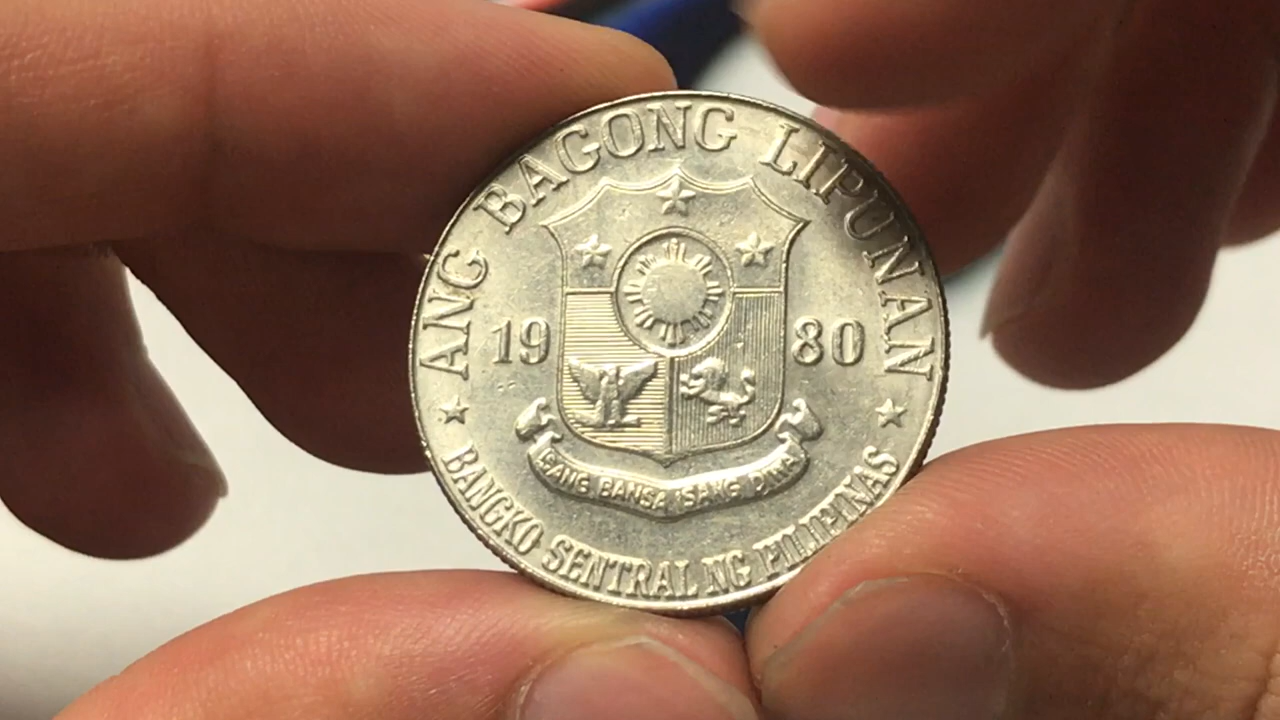 ANG BAGONG LIPUNAN
19 80
ISANG BANSA ISANG DIWA
BANGKO SENTRAL NG PILIPINAS